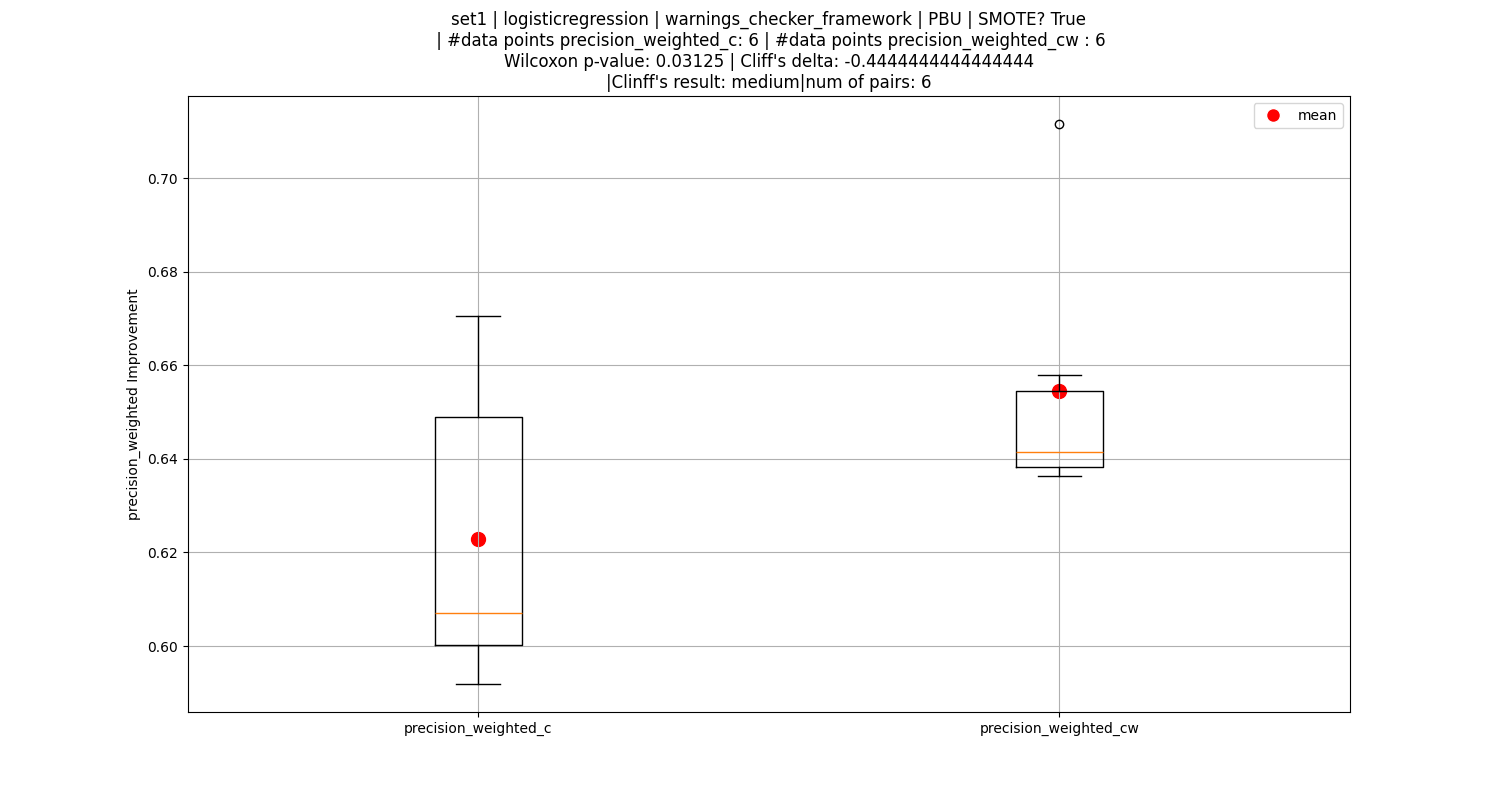 set1 | logisticregression | warnings_checker_framework | PBU | SMOTE? True
| #data points precision_weighted_c: 6 | #data points precision_weighted_cw : 6
Wilcoxon p-value: 0.03125 | Cliff's delta: -0.4444444444444444
|Clinff's result: medium|num of pairs: 6
mean
precision_weighted Improvement
0.70
0.68
0.66
0.64
0.62
0.60
precision_weighted_c
precision_weighted_cw